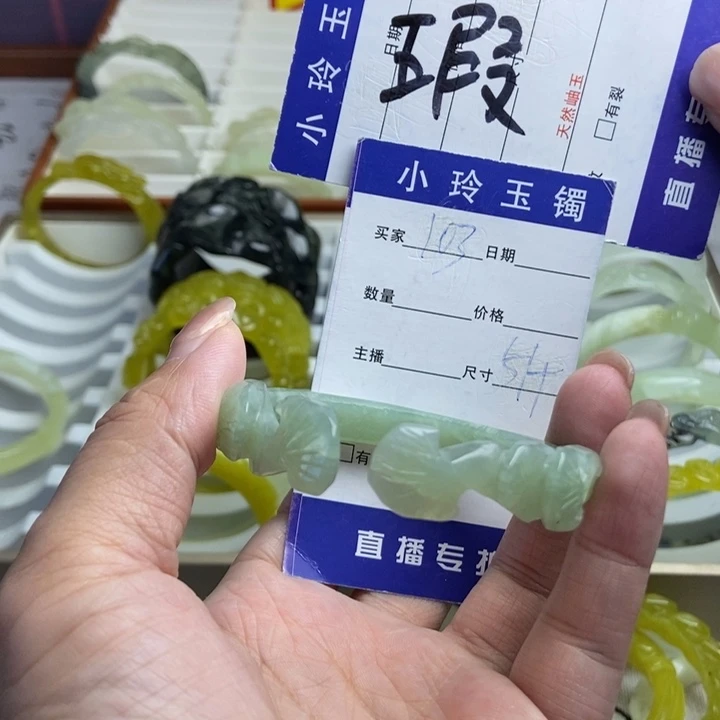 小玲玉
日期
瑕
天然岫玉
□有裂
直播
小玲玉镯
买家 103 日期
数量 价格
主播 尺寸 54
□有
直播专拍